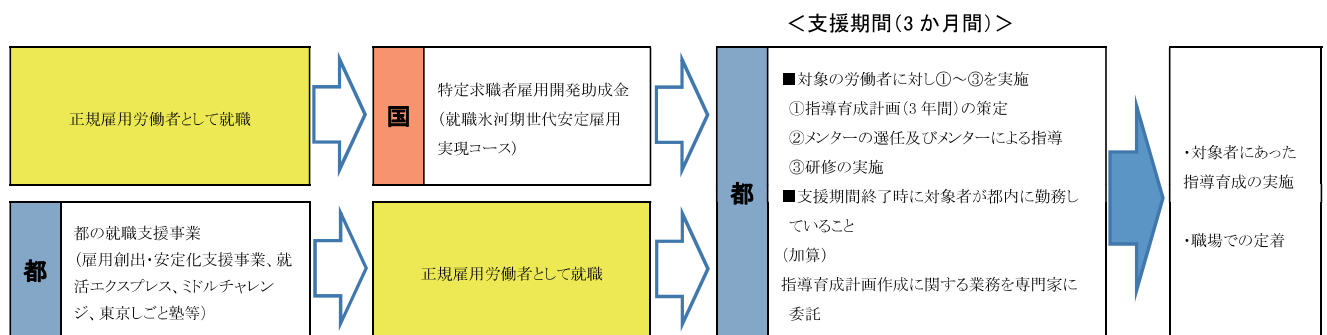 ＜支援期間(3か月間)＞
正規雇用労働者として就職
国
特定求職者雇用開発助成金
（就職氷河期世代安定雇用
実現コース）
都
都の就職支援事業
（雇用創出・安定化支援事業、就
活エクスプレス、ミドルチャレン
ジ、東京しごと塾等）
正規雇用労働者として就職
都
■対象の労働者に対し①～③を実施
①指導育成計画(3年間)の策定
②メンターの選任及びメンターによる指導
③研修の実施
■支援期間終了時に対象者が都内に勤務し
ていること
(加算)
指導育成計画作成に関する業務を専門家に
委託
・対象者にあった
指導育成の実施
・職場での定着